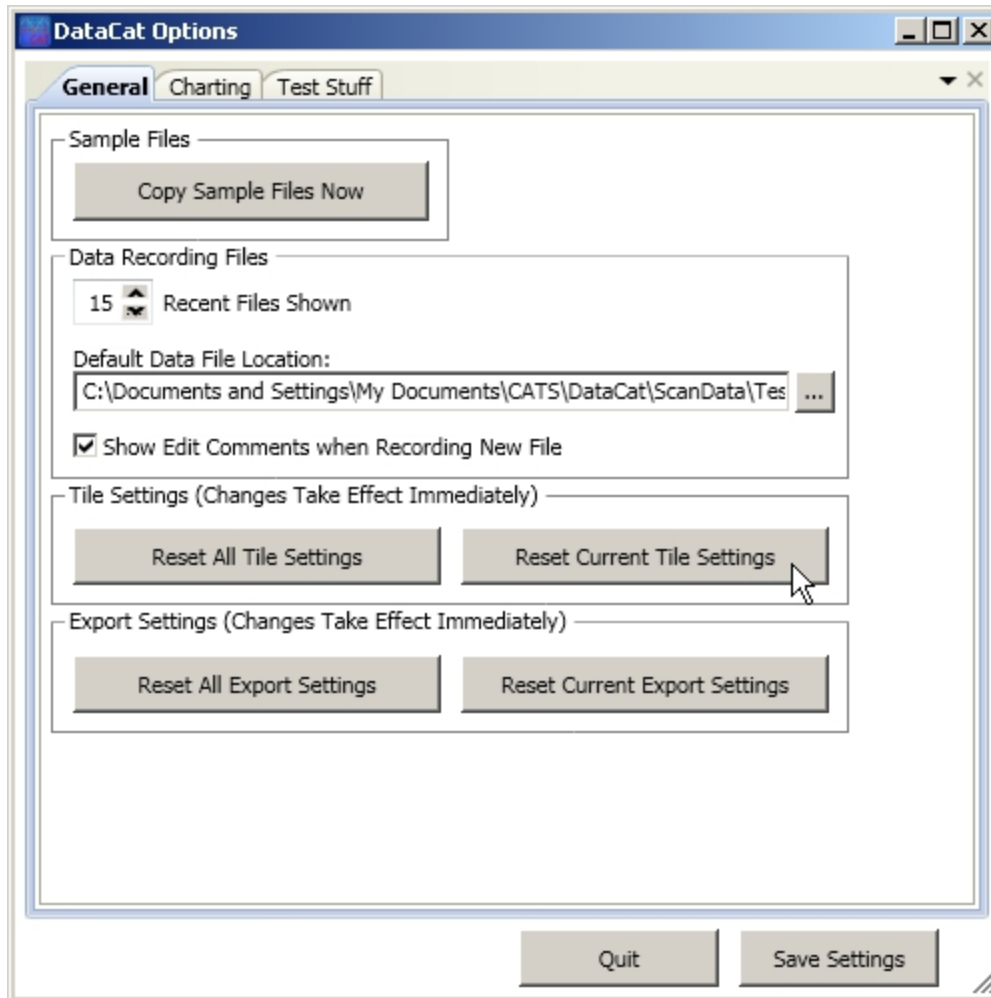 DataCat Options
General Charting Test Stuff
Sample Files
Copy Sample Files Now
Data Recording Files
15 Recent Files Shown
Default Data File Location:
C:\Documents and Settings\My Documents\CATS\DataCat\ScanData\Tes ...
Show Edit Comments when Recording New File
Tile Settings (Changes Take Effect Immediately)
Reset All Tile Settings Reset Current Tile Settings
Export Settings (Changes Take Effect Immediately)
Reset All Export Settings Reset Current Export Settings
Quit Save Settings